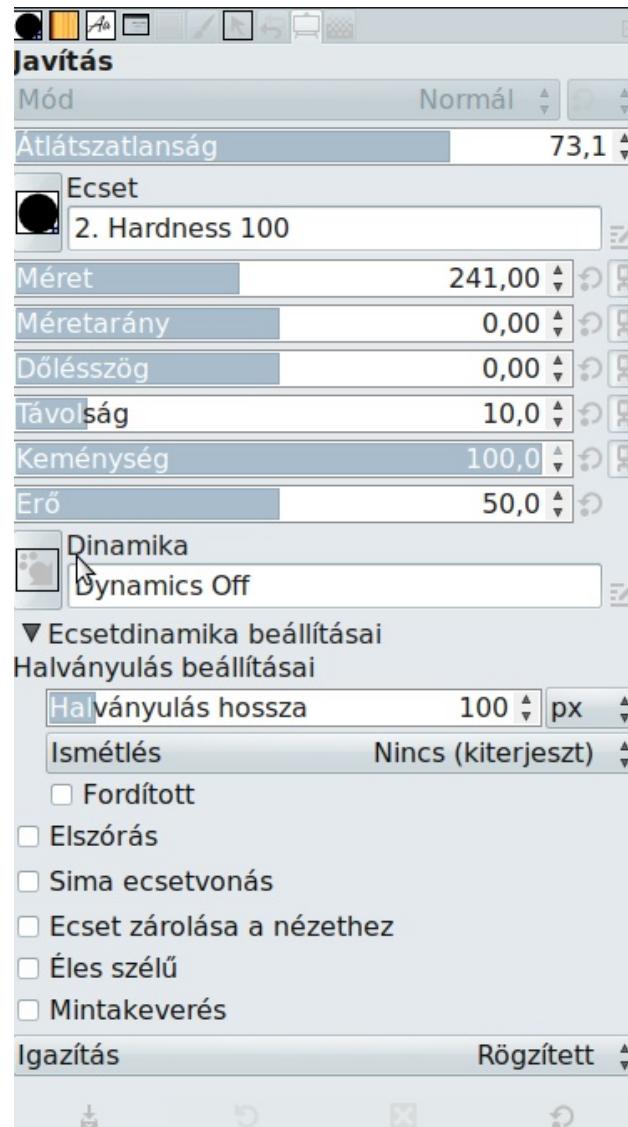 Aa
Javítás
Mód Normál
Átlátszatlanság 73,1
Ecset
2. Hardness 100
Méret 241,00
Méretarány 0,00
Dőlésszög 0,00
Távolság 10,0
Keménység 100,0
Erő 50,0
Dinamika
Dynamics Off
Ecsetdinamika beállításai
Halványulás beállításai
Halványulás hossza 100 px
Ismétlés Nincs (kiterjeszt)
Fordított
Elszórás
Sima ecsetvonás
Ecset zárolása a nézethez
Éles szélű
Mintakeverés
Igazítás Rögzített